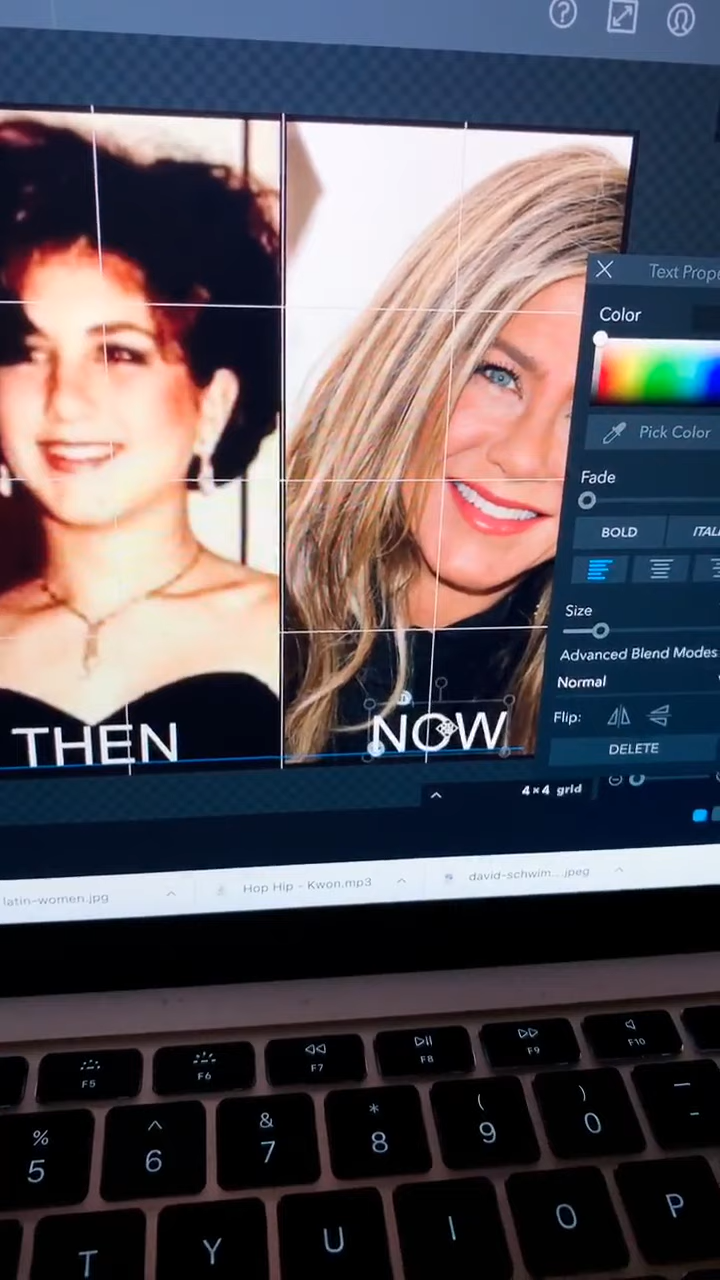 Text Prope
Color
Pick Color
Fade
BOLD
ITAL
Size
Advanced Blend Modes
Normal
Flip:
DELETE
THEN
NOW
4×4 grid
latin-women.jpg
Hop Hip - Kwon.mp3
david-schwim...jpeg
F5
F6
F7
F8
F9
F10
%
5
^
6
&
7
*
8
(
9
)
0
T
Y
U
I
O
P